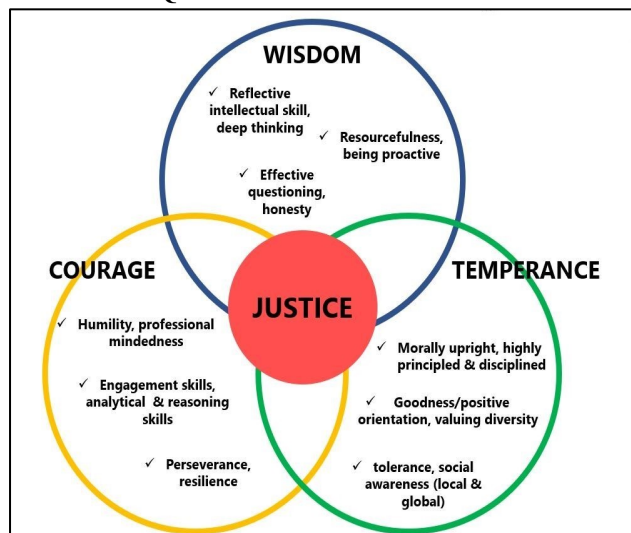 WISDOM
✓ Reflective
intellectual skill,
deep thinking
✓ Resourcefulness,
being proactive
✓ Effective
questioning,
honesty
COURAGE
TEMPERANCE
JUSTICE
✓ Humility, professional
mindedness
✓ Engagement skills,
analytical & reasoning
skills
✓ Perseverance,
resilience
✓ Morally upright, highly
principled & disciplined
✓ Goodness/positive
orientation, valuing diversity
✓ tolerance, social
awareness (local &
global)